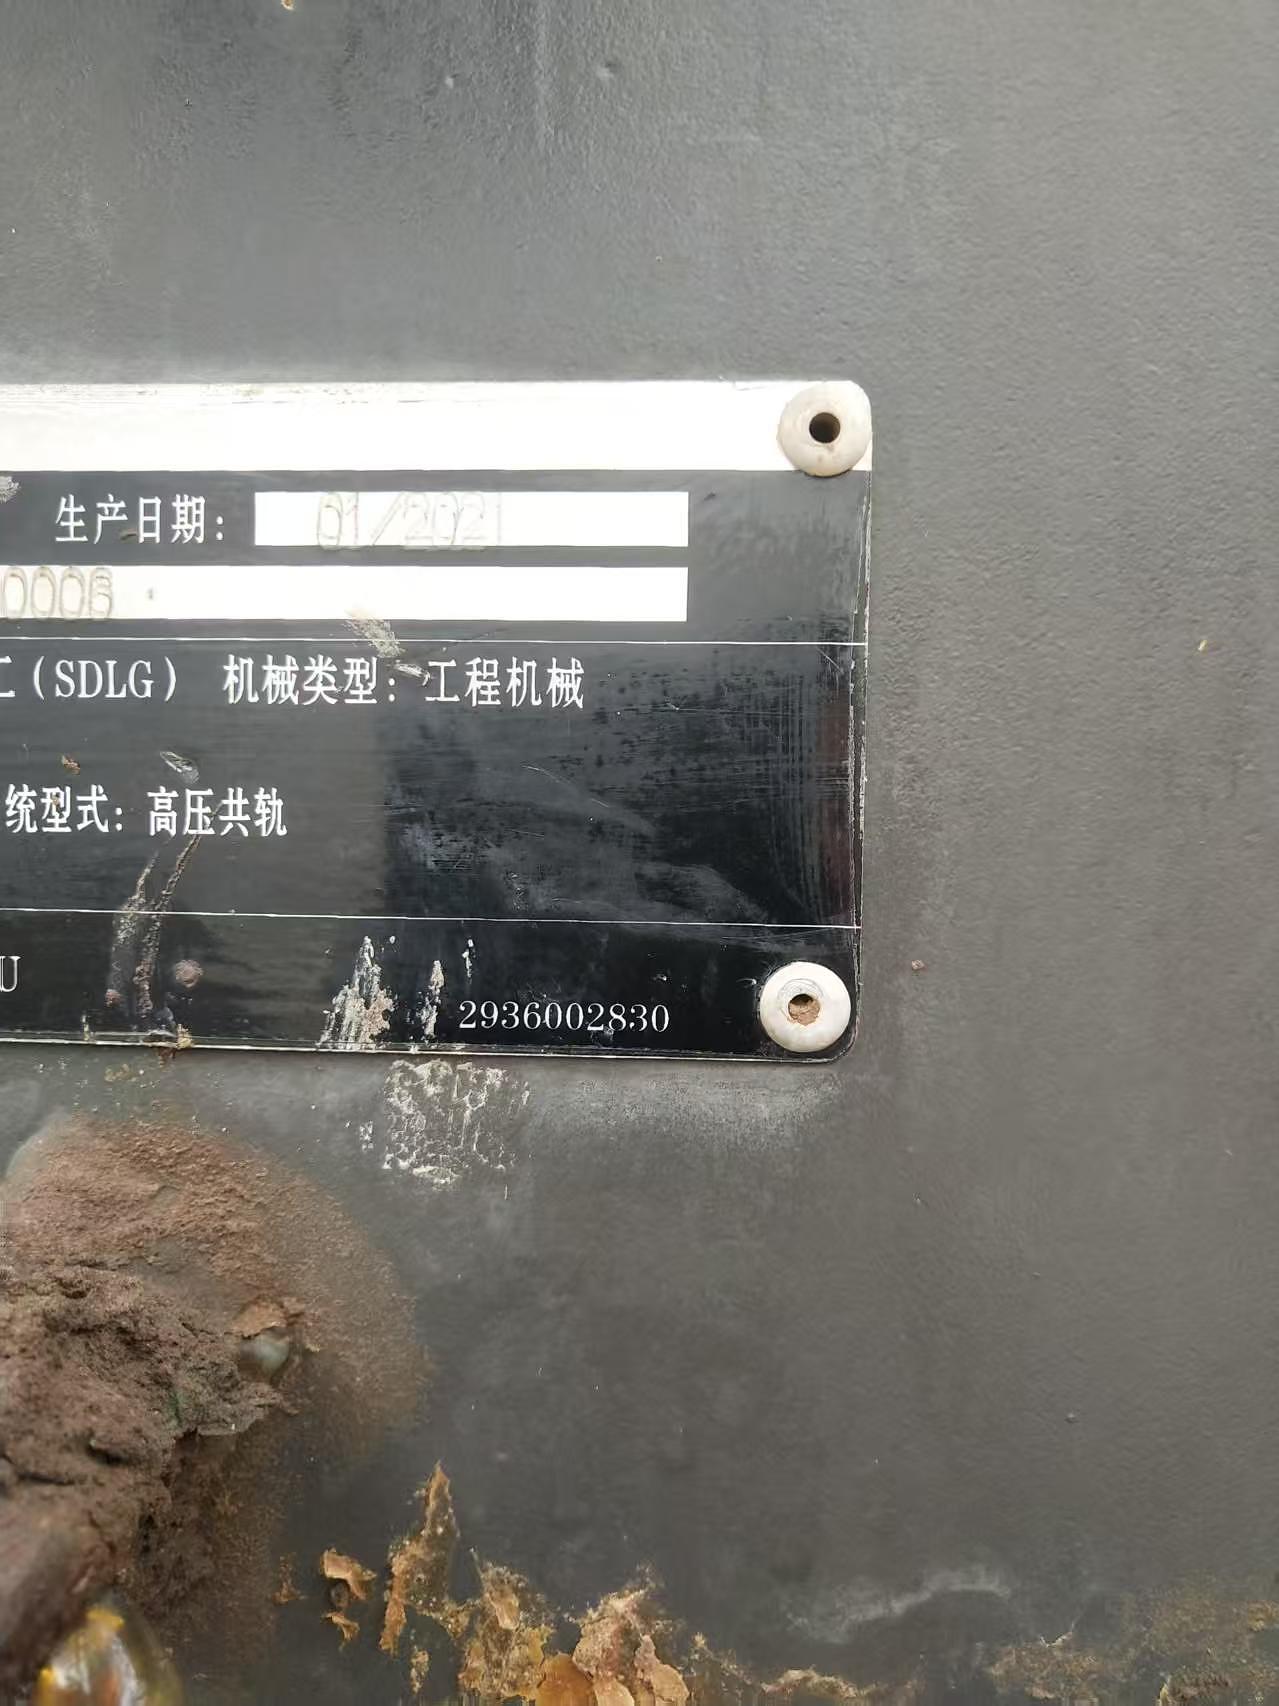 生产日期: 01/2021
0006
工(SDLG) 机械类型: 工程机械
统型式: 高压共轨
U
2936002830